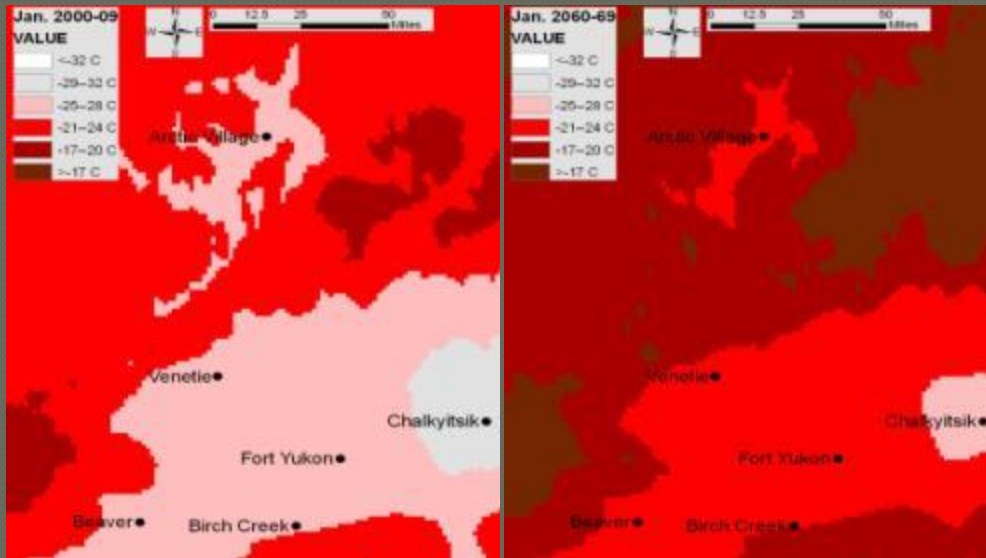 Jan. 2000-09
VALUE
<-32 C
-29--32 C
-25--28 C
-21--24 C
-17--20 C
>-17 C
N
W E
S
0 12.5 25 50
Miles
Arctic Village
Venetie
Chalkyitsik
Fort Yukon
Beaver
Birch Creek
Jan. 2060-69
VALUE
<-32 C
-29--32 C
-25--28 C
-21--24 C
-17--20 C
>-17 C
N
W E
S
0 12.5 25 50
Miles
Arctic Village
Venetie
Chalkyitsik
Fort Yukon
Beaver
Birch Creek